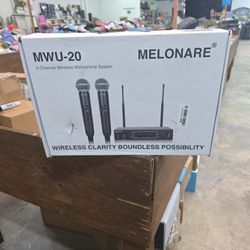 MWU-20
MELONARE®
2-Channel Wireless Microphone System
WIRELESS CLARITY BOUNDLESS POSSIBILITY